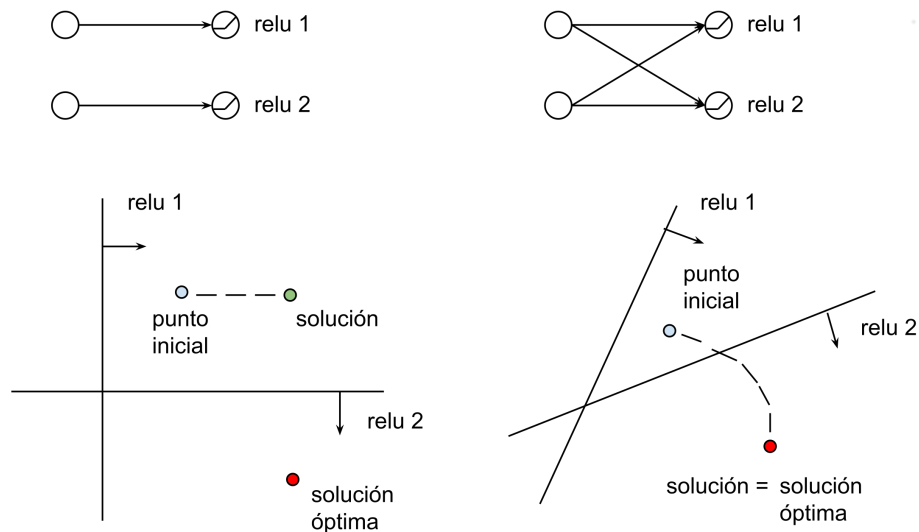 relu 1
relu 2
relu 1
relu 2
relu 1
punto
inicial
solución
relu 2
solución
óptima
relu 1
punto
inicial
relu 2
solución = solución
óptima